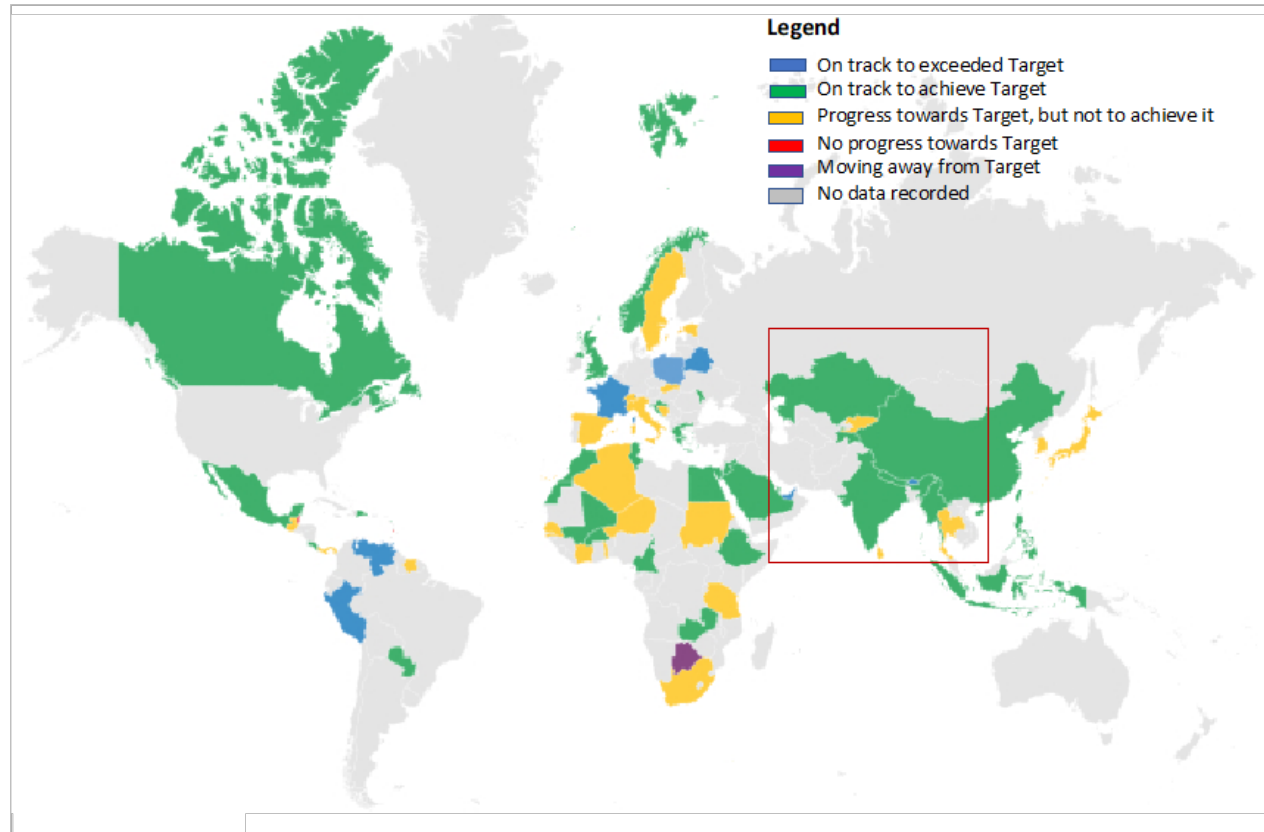 Legend
On track to exceeded Target
On track to achieve Target
Progress towards Target, but not to achieve it
No progress towards Target
Moving away from Target
No data recorded